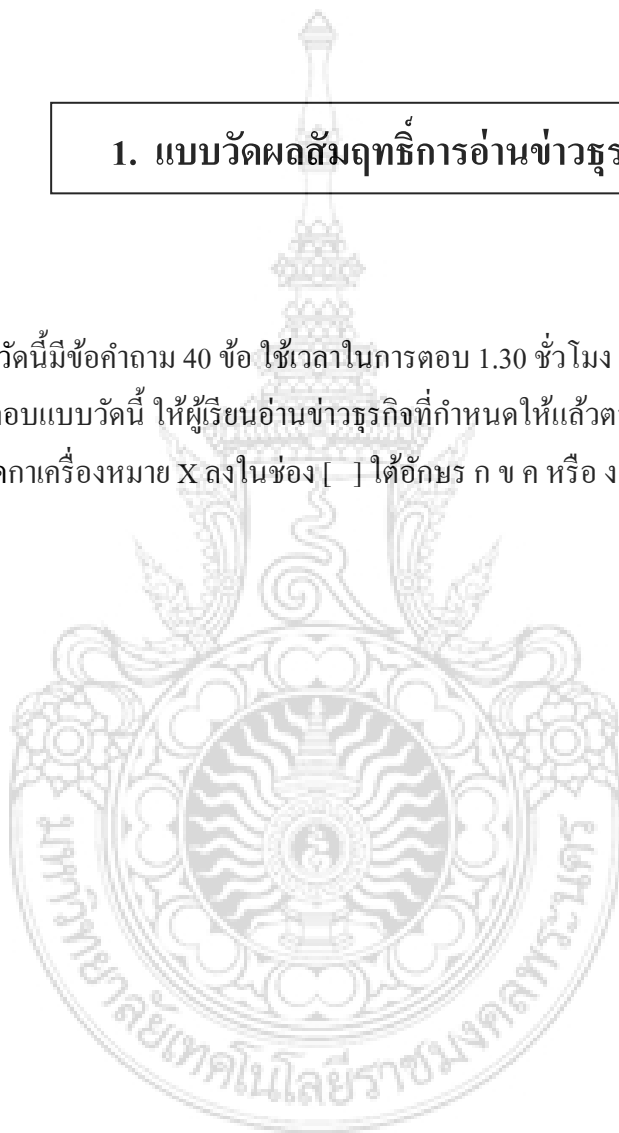 1. แบบวัดผลสัมฤทธิ์การอ่านข่าวธุร
วัดนี้มีข้อคำถาม 40 ข้อ ใช้เวลาในการตอบ 1.30 ชั่วโมง
อบแบบวัดนี้ ให้ผู้เรียนอ่านข่าวธุรกิจที่กำหนดให้แล้วต
กาเครื่องหมาย X ลงในช่อง [ ] ใต้อักษร ก ข ค หรือ ง
มหาวิทยาลัยเทคโนโลยีราชมงคลพระนคร